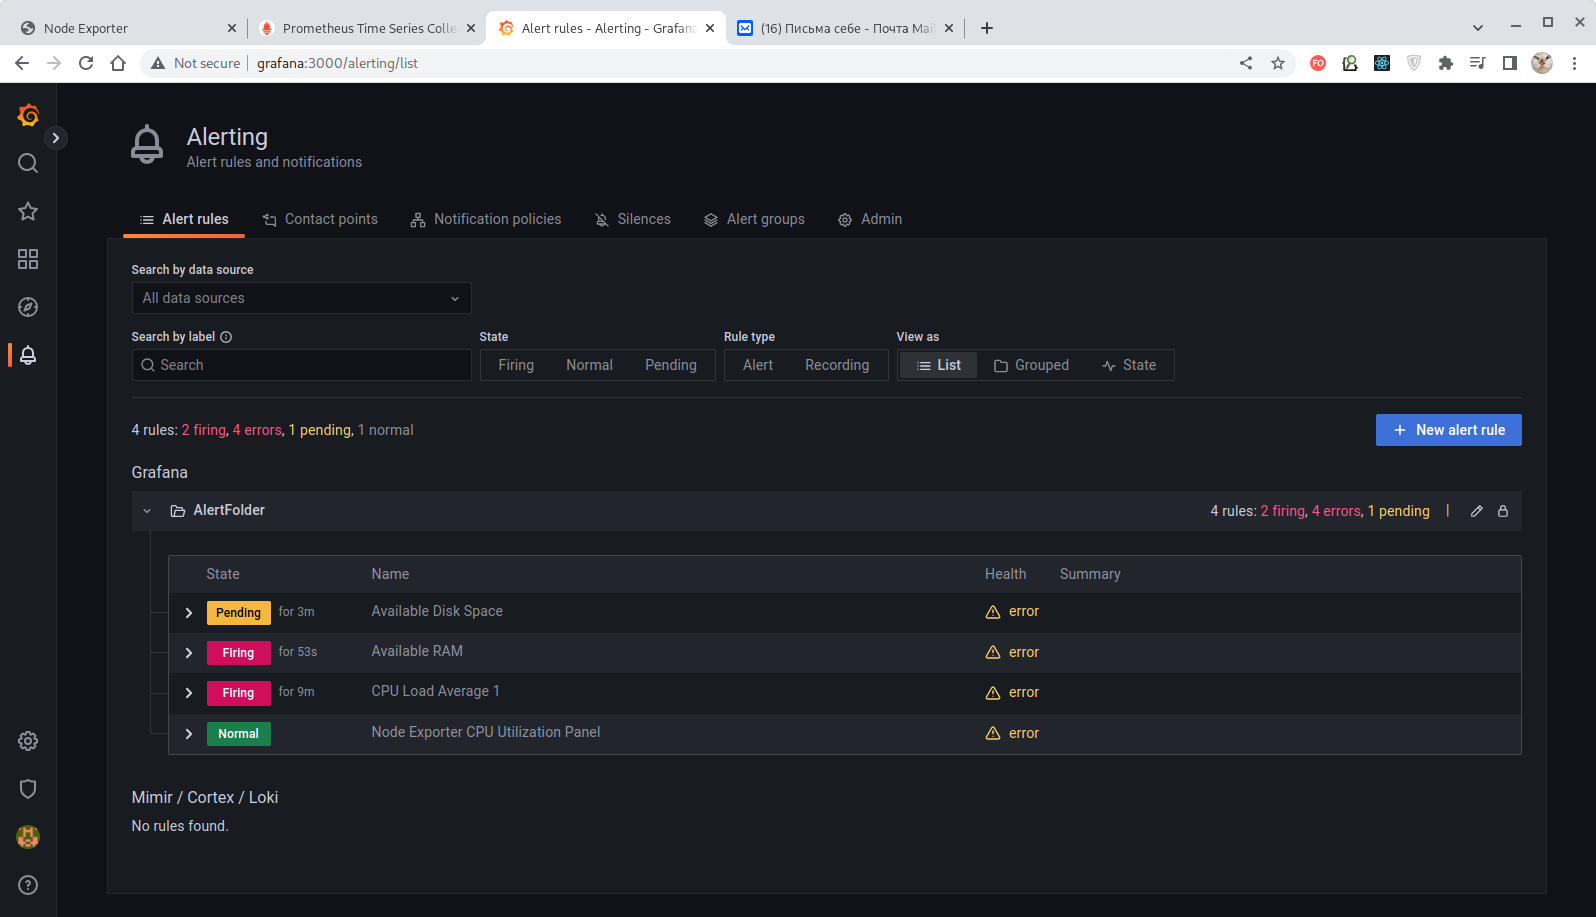 Node Exporter
Prometheus Time Series Colle
Alert rules - Alerting - Grafana
(16) Письма себе - Почта Mail
Not secure
grafana:3000/alerting/list
FO
Alerting
Alert rules and notifications
Alert rules
Contact points
Notification policies
Silences
Alert groups
Admin
Search by data source
All data sources
Search by label
State
Rule type
View as
Search
Firing
Normal
Pending
Alert
Recording
List
Grouped
State
4 rules: 2 firing, 4 errors, 1 pending, 1 normal
New alert rule
Grafana
AlertFolder
4 rules: 2 firing, 4 errors, 1 pending
State
Name
Health
Summary
Pending for 3m Available Disk Space error
Firing for 53s Available RAM error
Firing for 9m CPU Load Average 1 error
Normal Node Exporter CPU Utilization Panel error
Mimir / Cortex / Loki
No rules found.